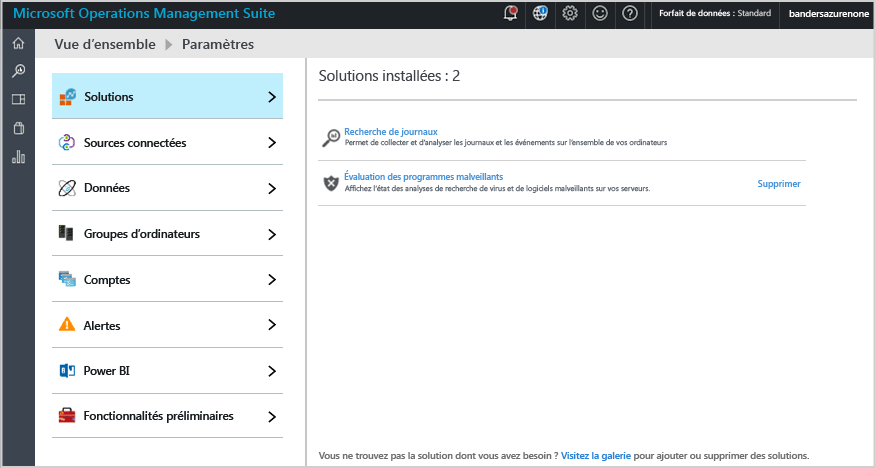 Microsoft Operations Management Suite
Forfait de données : Standard
bandersazurenone
Vue d’ensemble
Paramètres
Solutions
Sources connectées
Données
Groupes d’ordinateurs
Comptes
Alertes
Power BI
Fonctionnalités préliminaires
Solutions installées : 2
Recherche de journaux
Permet de collecter et d’analyser les journaux et les événements sur l’ensemble de vos ordinateurs
Évaluation des programmes malveillants
Affichez l’état des analyses de recherche de virus et de logiciels malveillants sur vos serveurs.
Supprimer
Vous ne trouvez pas la solution dont vous avez besoin ? Visitez la galerie pour ajouter ou supprimer des solutions.